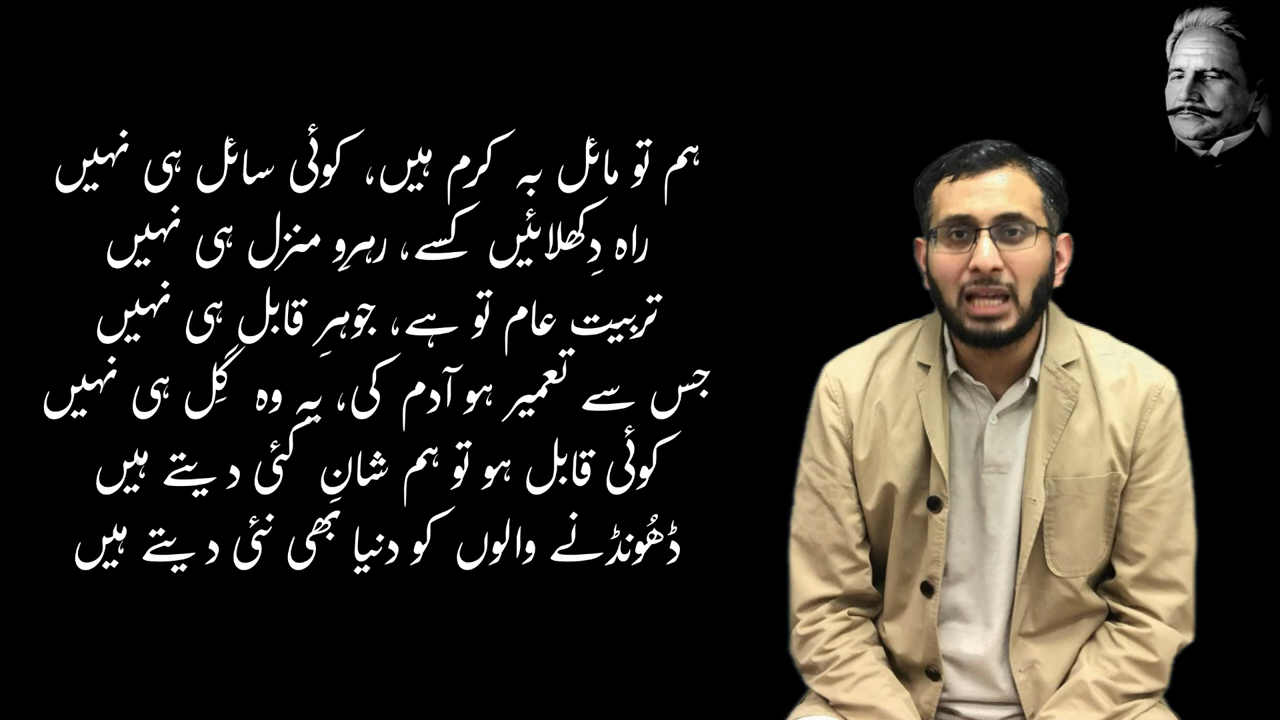 ہم تو مائل بہ کرم ہیں، کوئی سائل ہی نہیں
راہ دِکھلائیں کسے، رہروِ منزل ہی نہیں
تربیت عام تو ہے، جوہرِ قابل ہی نہیں
جس سے تعمیر ہو آدم کی، یہ وہ گِل ہی نہیں
کوئی قابل ہو تو ہم شانِ کئی دیتے ہیں
ڈھُونڈنے والوں کو دنیا بھی نئی دیتے ہیں